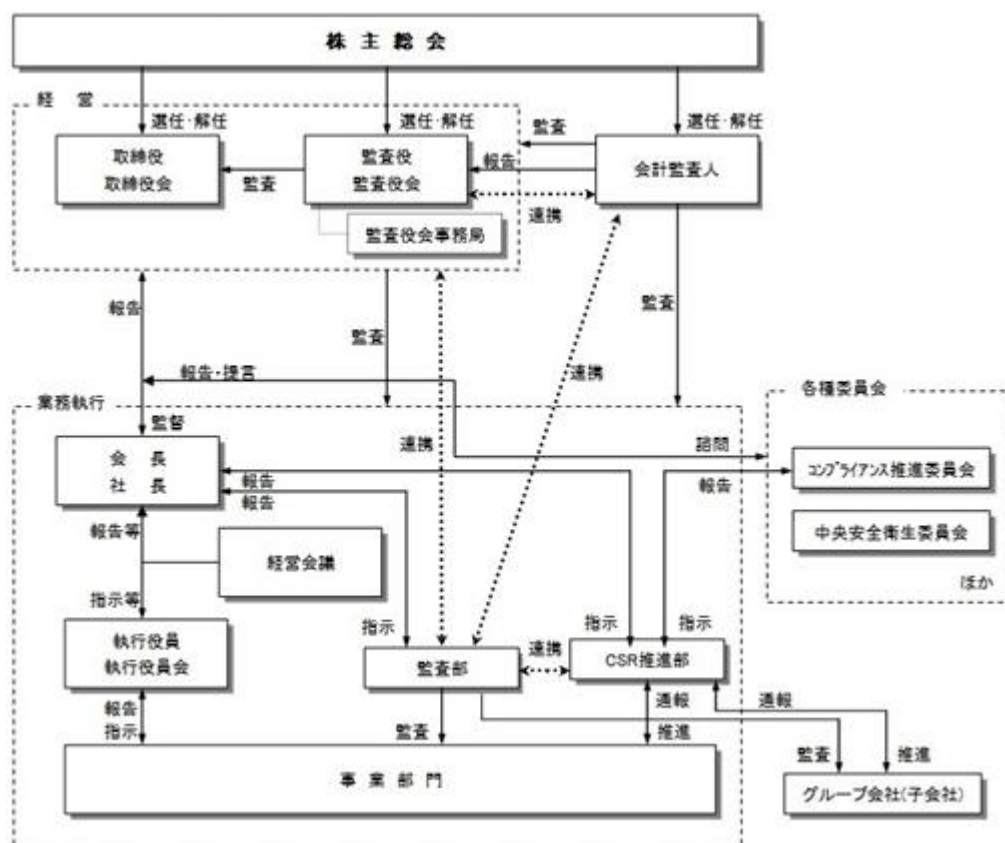 株主総会
経 営
選任・解任
選任・解任
選任・解任
監査
取締役
取締役会
監査
監査役
監査役会
報告
会計監査人
連携
監査役会事務局
報告
監査
監査
報告・提言
連携
業務執行
各種委員会
監督
連携
諮問
会 長
社 長
報告
報告
報告
コンプライアンス推進委員会
報告等
経営会議
中央安全衛生委員会
ほか
指示等
指示
指示
指示
執行役員
執行役員会
監査部
連携
CSR推進部
報告
指示
監査
通報
推進
通報
監査
推進
事業部門
グループ会社(子会社)